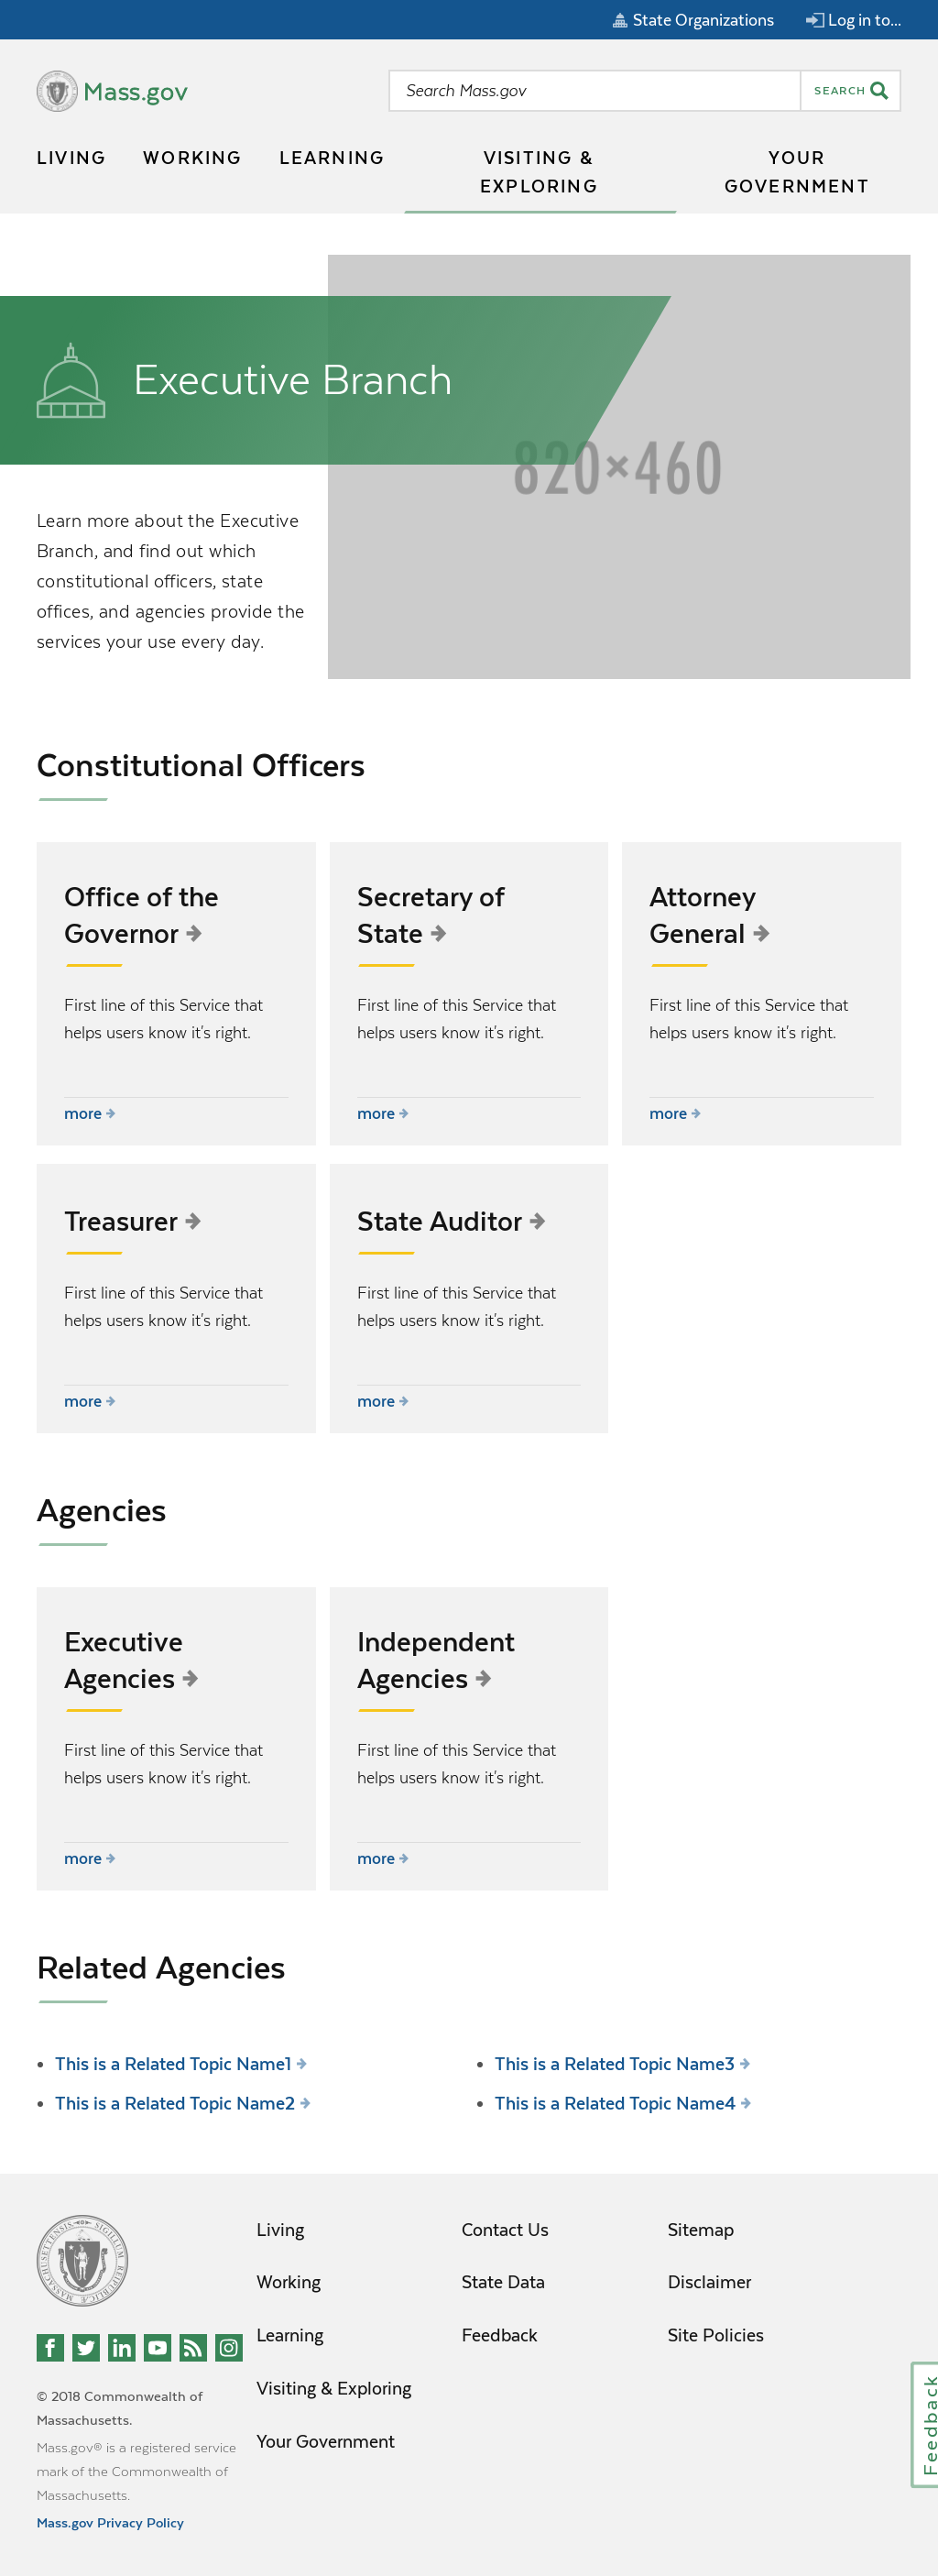 State Organizations
Log in to...
Mass.gov
Search Mass.gov
SEARCH
LIVING
WORKING
LEARNING
VISITING &
EXPLORING
YOUR
GOVERNMENT
Executive Branch
820×460
Learn more about the Executive
Branch, and find out which
constitutional officers, state
offices, and agencies provide the
services your use every day.
Constitutional Officers
Office of the
Governor
First line of this Service that
helps users know it's right.
more
Secretary of
State
First line of this Service that
helps users know it's right.
more
Attorney
General
First line of this Service that
helps users know it's right.
more
Treasurer
First line of this Service that
helps users know it's right.
more
State Auditor
First line of this Service that
helps users know it's right.
more
Agencies
Executive
Agencies
First line of this Service that
helps users know it's right.
more
Independent
Agencies
First line of this Service that
helps users know it's right.
more
Related Agencies
This is a Related Topic Name1
This is a Related Topic Name2
This is a Related Topic Name3
This is a Related Topic Name4
Living
Working
Learning
Visiting & Exploring
Your Government
Contact Us
State Data
Feedback
Sitemap
Disclaimer
Site Policies
© 2018 Commonwealth of
Massachusetts.
Mass.gov® is a registered service
mark of the Commonwealth of
Massachusetts.
Mass.gov Privacy Policy
Feedback